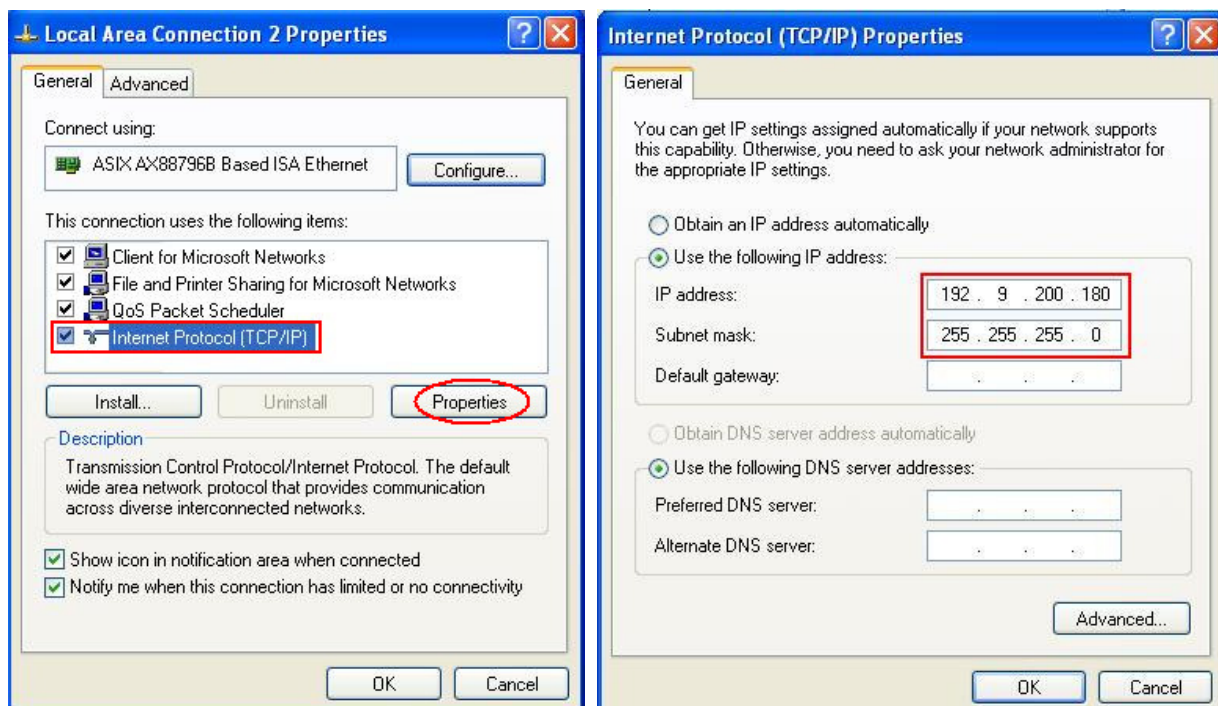 Local Area Connection 2 Properties
General
Advanced
Connect using:
ASIX AX88796B Based ISA Ethernet
Configure...
This connection uses the following items:
Client for Microsoft Networks
File and Printer Sharing for Microsoft Networks
QoS Packet Scheduler
Internet Protocol (TCP/IP)
Install...
Uninstall
Properties
Description
Transmission Control Protocol/Internet Protocol. The default
wide area network protocol that provides communication
across diverse interconnected networks.
Show icon in notification area when connected
Notify me when this connection has limited or no connectivity
OK
Cancel
Internet Protocol (TCP/IP) Properties
General
You can get IP settings assigned automatically if your network supports
this capability. Otherwise, you need to ask your network administrator for
the appropriate IP settings.
Obtain an IP address automatically
Use the following IP address:
IP address:
192 . 9 . 200 . 180
Subnet mask:
255 . 255 . 255 . 0
Default gateway:
. . .
Obtain DNS server address automatically
Use the following DNS server addresses:
Preferred DNS server:
. . .
Alternate DNS server:
. . .
Advanced...
OK
Cancel